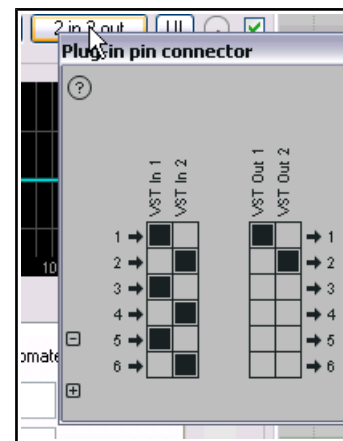 2 in 2 out UI
Plug-in pin connector
?
VST In 1 VST In 2 VST Out 1 VST Out 2
1 1
2 2
10 3 3
4 4
5 5
omate 6 6